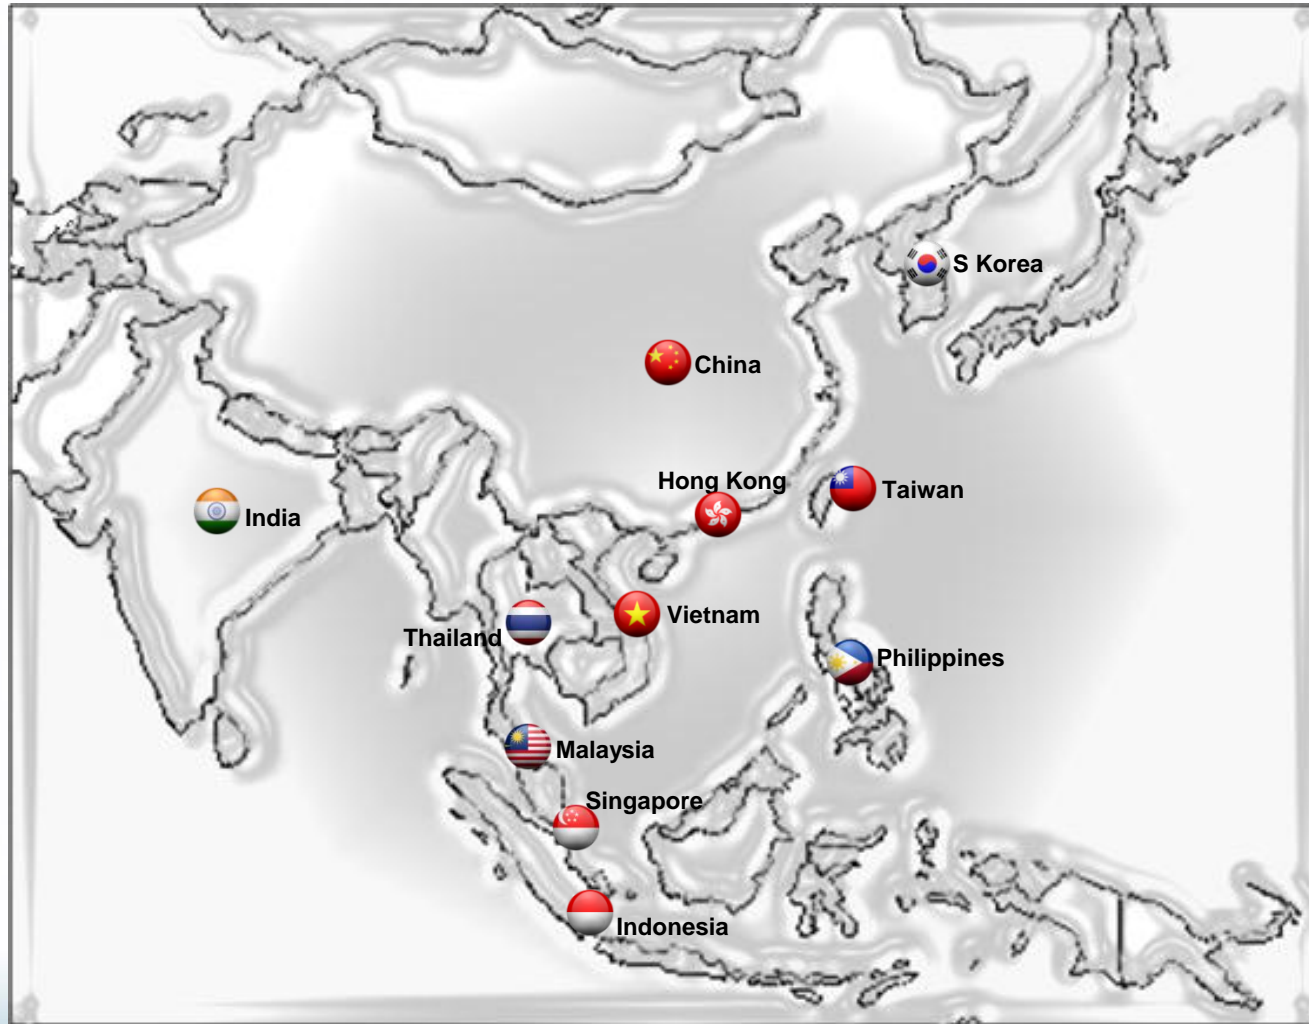 S Korea
China
Hong Kong
Taiwan
India
Vietnam
Thailand
Philippines
Malaysia
Singapore
Indonesia